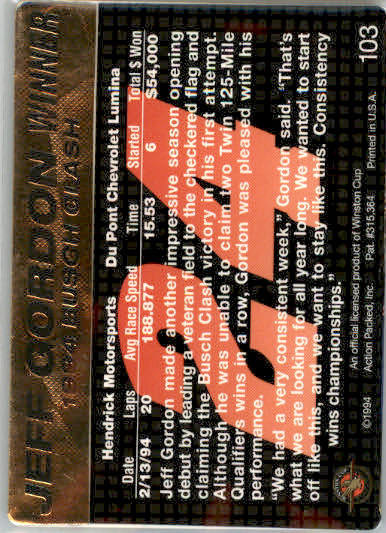 JEFF GORDON WINNER
1994 BUSCH CLASH
Hendrick Motorsports Du Pont Chevrolet Lumina
Date Laps Avg Race Speed Time Started Total $ Won
2/13/94 20 188.877 15.53 6 $54,000
Jeff Gordon made another impressive season opening
debut by leading a veteran field to the checkered flag and
claiming the Busch Clash victory in his first attempt.
Although he was unable to claim two Twin 125-Mile
Qualifiers wins in a row, Gordon was pleased with his
performance.
"We had a very consistent week," Gordon said. "That's
what we are looking for all year long. We wanted to start
off like this, and we want to stay like this. Consistency
wins championships."
An official licensed product of Winston Cup
©1994 Action Packed, Inc. Pat. #315,364 Printed in U.S.A.
103
24